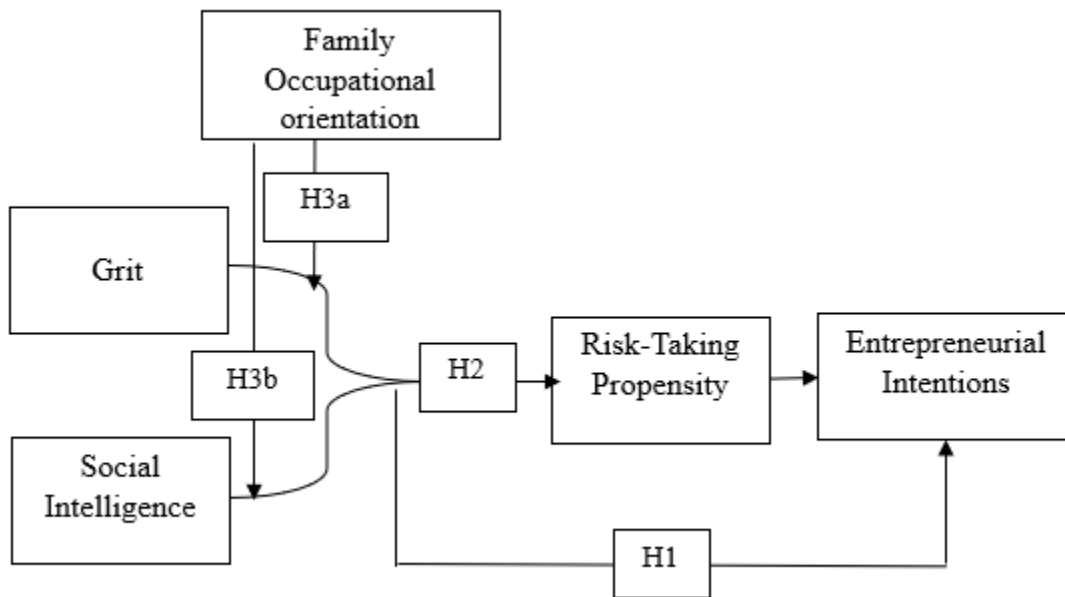 Family
Occupational
orientation
H3a
Grit
H3b
Social
Intelligence
H2
Risk-Taking
Propensity
Entrepreneurial
Intentions
H1